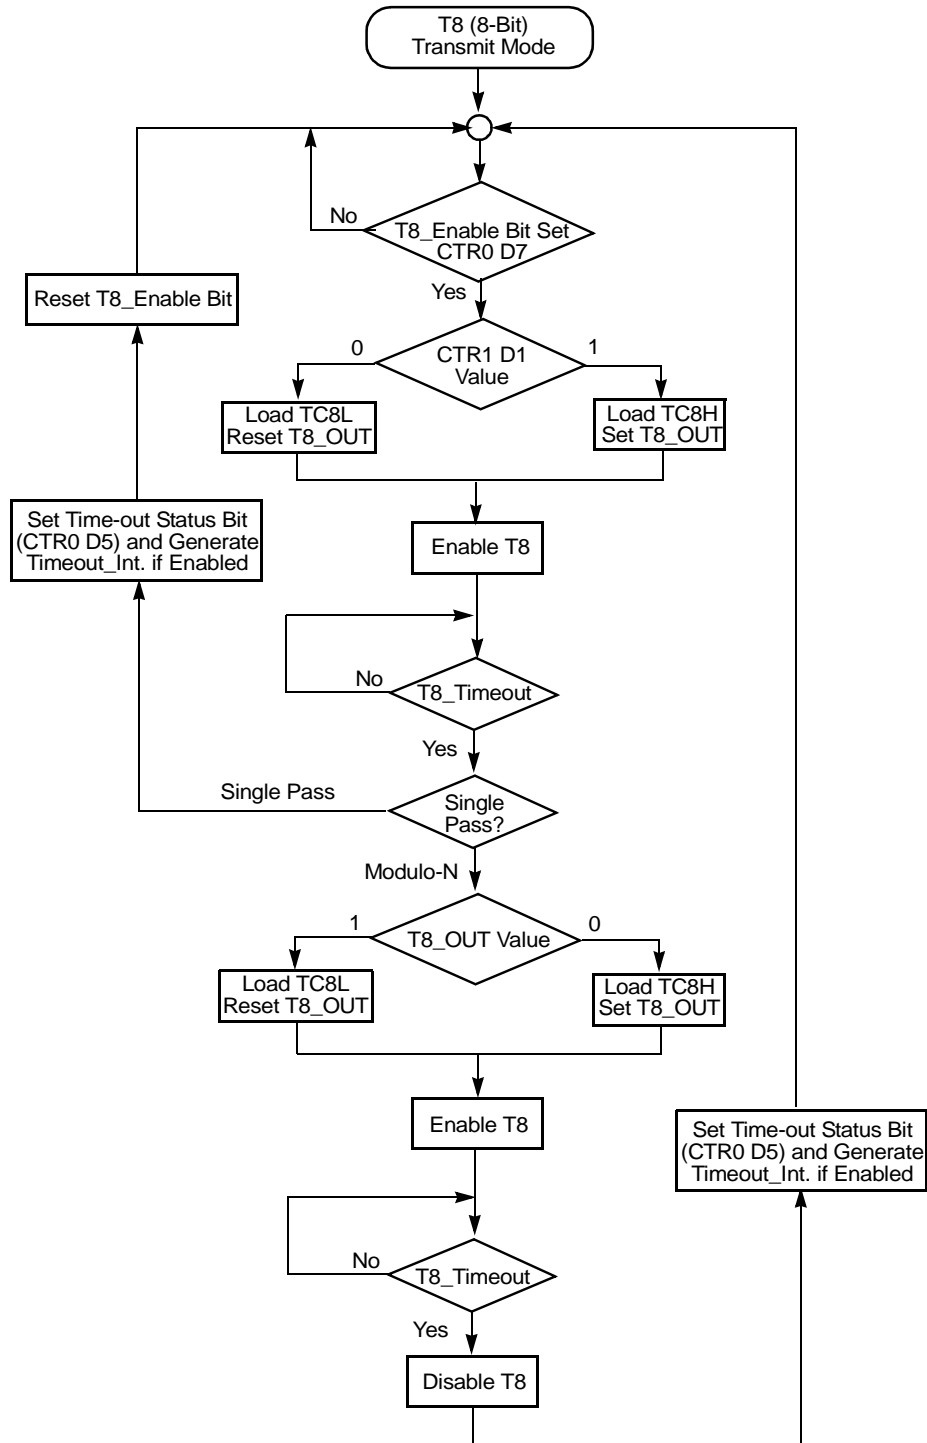 T8 (8-Bit)
Transmit Mode
No
T8_Enable Bit Set
CTR0 D7
Yes
Reset T8_Enable Bit
0
CTR1 D1
Value
1
Load TC8L
Reset T8_OUT
Load TC8H
Set T8_OUT
Set Time-out Status Bit
(CTR0 D5) and Generate
Timeout_Int. if Enabled
Enable T8
No
T8_Timeout
Yes
Single Pass
Single
Pass?
Modulo-N
1
T8_OUT Value
0
Load TC8L
Reset T8_OUT
Load TC8H
Set T8_OUT
Enable T8
Set Time-out Status Bit
(CTR0 D5) and Generate
Timeout_Int. if Enabled
No
T8_Timeout
Yes
Disable T8